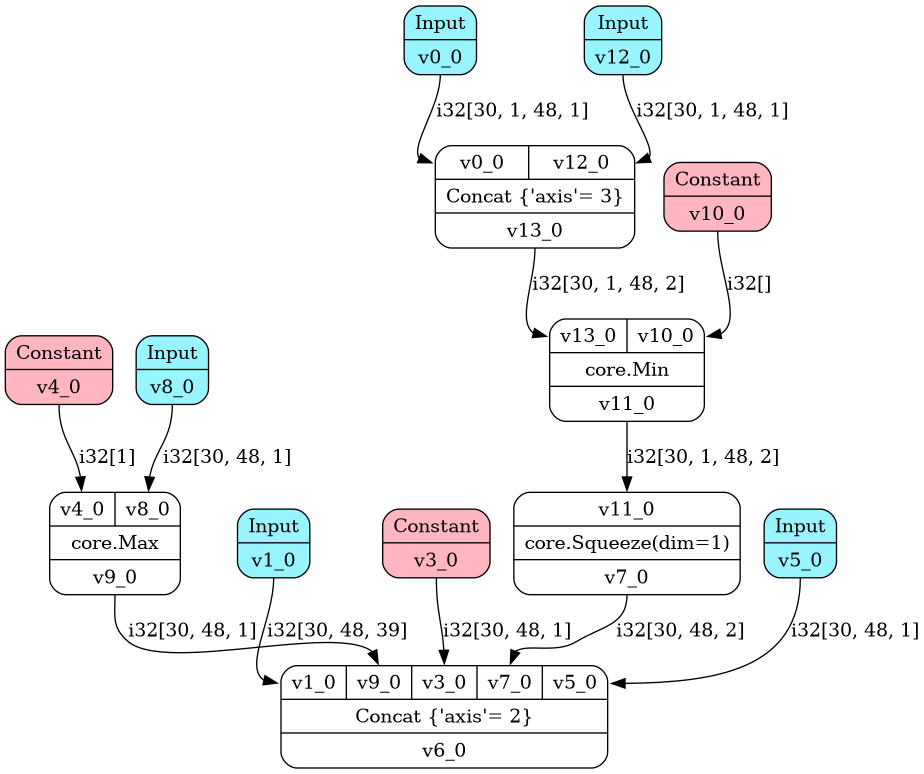 Input
v0_0
Input
v12_0
i32[30, 1, 48, 1]
i32[30, 1, 48, 1]
v0_0 v12_0
Concat {'axis'= 3}
v13_0
Constant
v10_0
i32[30, 1, 48, 2]
i32[]
v13_0 v10_0
core.Min
v11_0
Constant
v4_0
Input
v8_0
i32[1]
i32[30, 48, 1]
i32[30, 1, 48, 2]
v4_0 v8_0
core.Max
v9_0
Input
v1_0
Constant
v3_0
v11_0
core.Squeeze(dim=1)
v7_0
Input
v5_0
i32[30, 48, 1]
i32[30, 48, 39]
i32[30, 48, 1]
i32[30, 48, 2]
i32[30, 48, 1]
v1_0 v9_0 v3_0 v7_0 v5_0
Concat {'axis'= 2}
v6_0